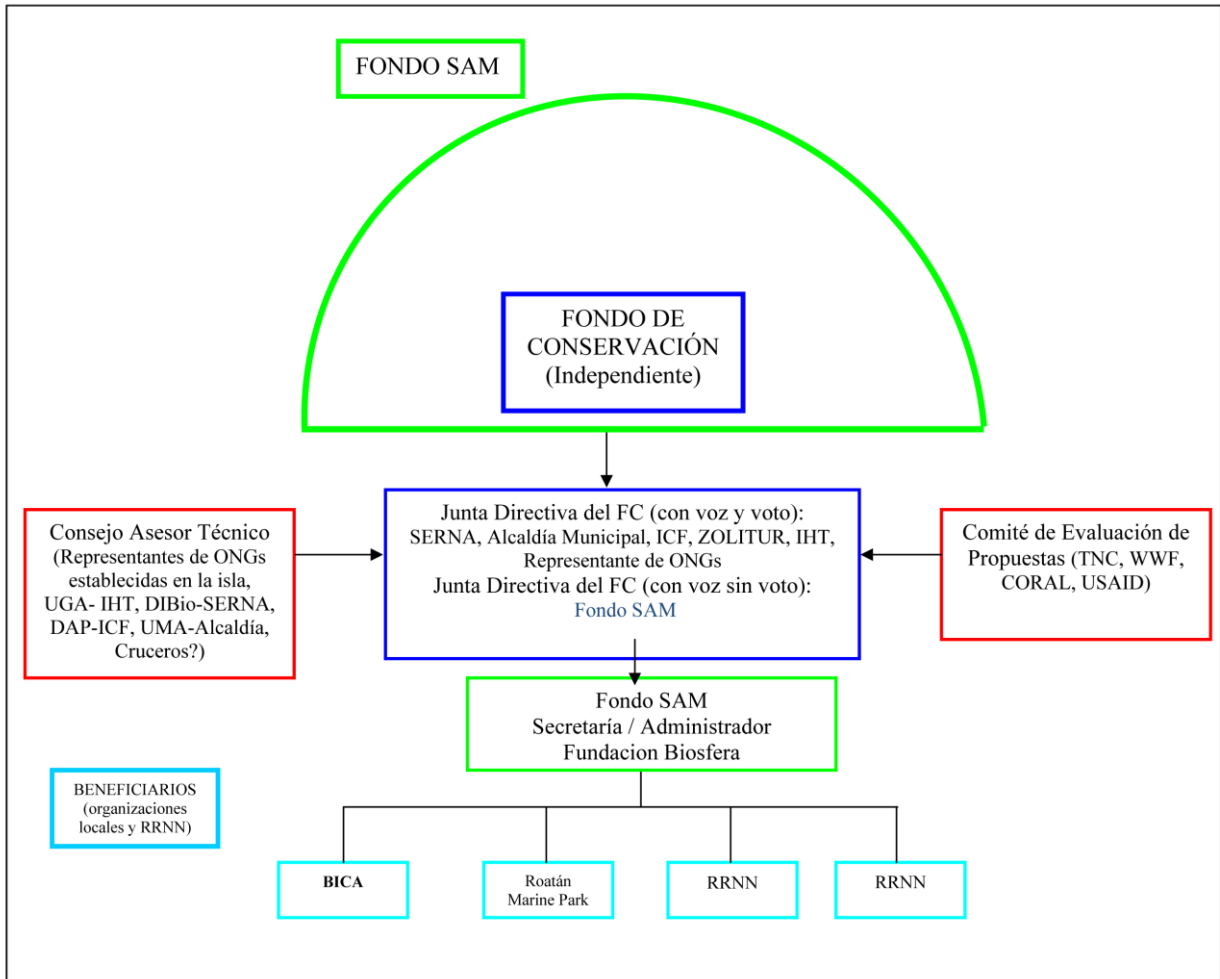 FONDO SAM
FONDO DE
CONSERVACIÓN
(Independiente)
Consejo Asesor Técnico
(Representantes de ONGs
establecidas en la isla,
UGA- IHT, DIBio-SERNA,
DAP-ICF, UMA-Alcaldía,
Cruceros?)
Junta Directiva del FC (con voz y voto):
SERNA, Alcaldía Municipal, ICF, ZOLITUR, IHT,
Representante de ONGs
Junta Directiva del FC (con voz sin voto):
Fondo SAM
Comité de Evaluación de
Propuestas (TNC, WWF,
CORAL, USAID)
Fondo SAM
Secretaría / Administrador
Fundacion Biosfera
BENEFICIARIOS
(organizaciones
locales y RRNN)
BICA
Roatán
Marine Park
RRNN
RRNN